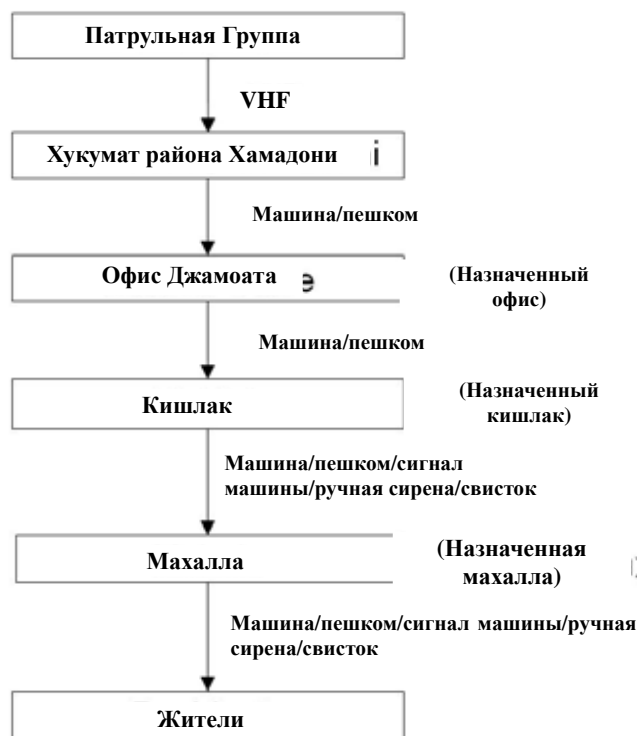 Патрульная Группа
VHF
Хукумат района Хамадони i
Машина/пешком
Офис Джамоата e
(Назначенный
офис)
Машина/пешком
Кишлак
(Назначенный
кишлак)
Машина/пешком/сигнал
машины/ручная сирена/свисток
Махалла
(Назначенная
махалла)
Машина/пешком/сигнал машины/ручная
сирена/свисток
Жители